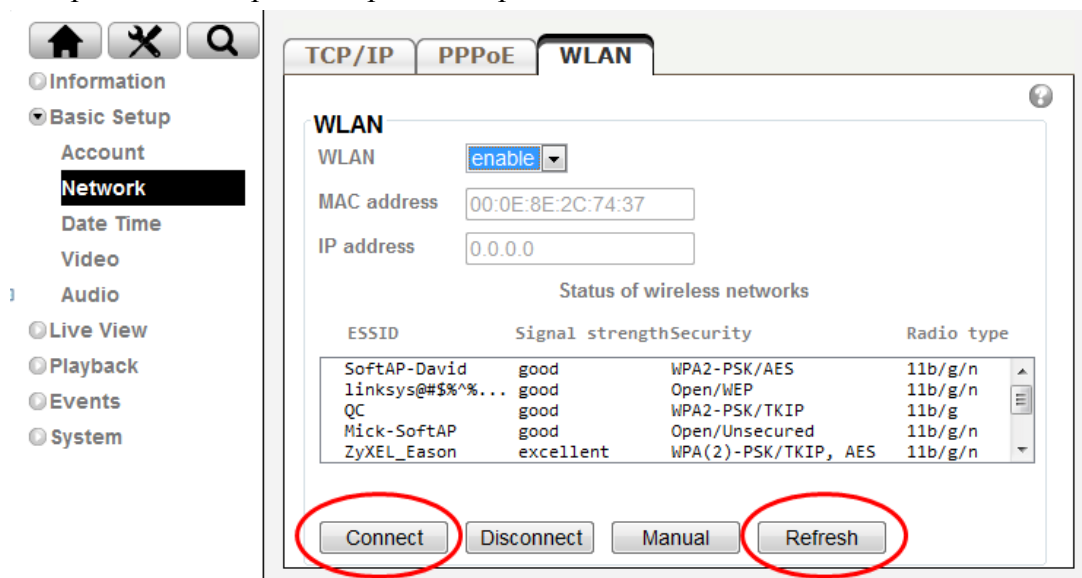 TCP/IP PPPoE WLAN
Information
Basic Setup
Account
Network
Date Time
Video
Audio
Live View
Playback
Events
System
WLAN
WLAN enable
MAC address 00:0E:8E:2C:74:37
IP address 0.0.0.0
Status of wireless networks
ESSID Signal strengthSecurity Radio type
SoftAP-David good WPA2-PSK/AES 11b/g/n
linksys@#$%^%... good Open/WEP 11b/g/n
QC good WPA2-PSK/TKIP 11b/g
Mick-SoftAP good Open/Unsecured 11b/g/n
ZyXEL_Eason excellent WPA(2)-PSK/TKIP, AES 11b/g/n
Connect Disconnect Manual Refresh